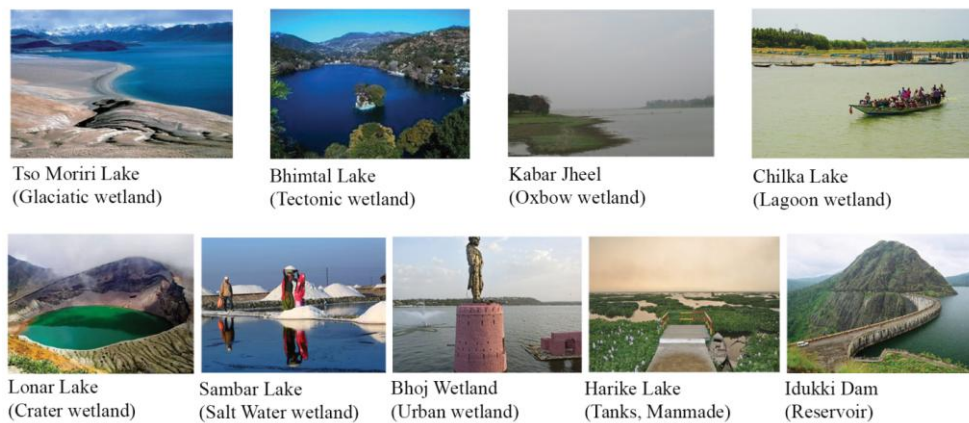 Tso Moriri Lake
(Glaciatic wetland)
Bhimtal Lake
(Tectonic wetland)
Kabar Jheel
(Oxbow wetland)
Chilka Lake
(Lagoon wetland)
Lonar Lake
(Crater wetland)
Sambar Lake
(Salt Water wetland)
Bhoj Wetland
(Urban wetland)
Harike Lake
(Tanks, Manmade)
Idukki Dam
(Reservoir)